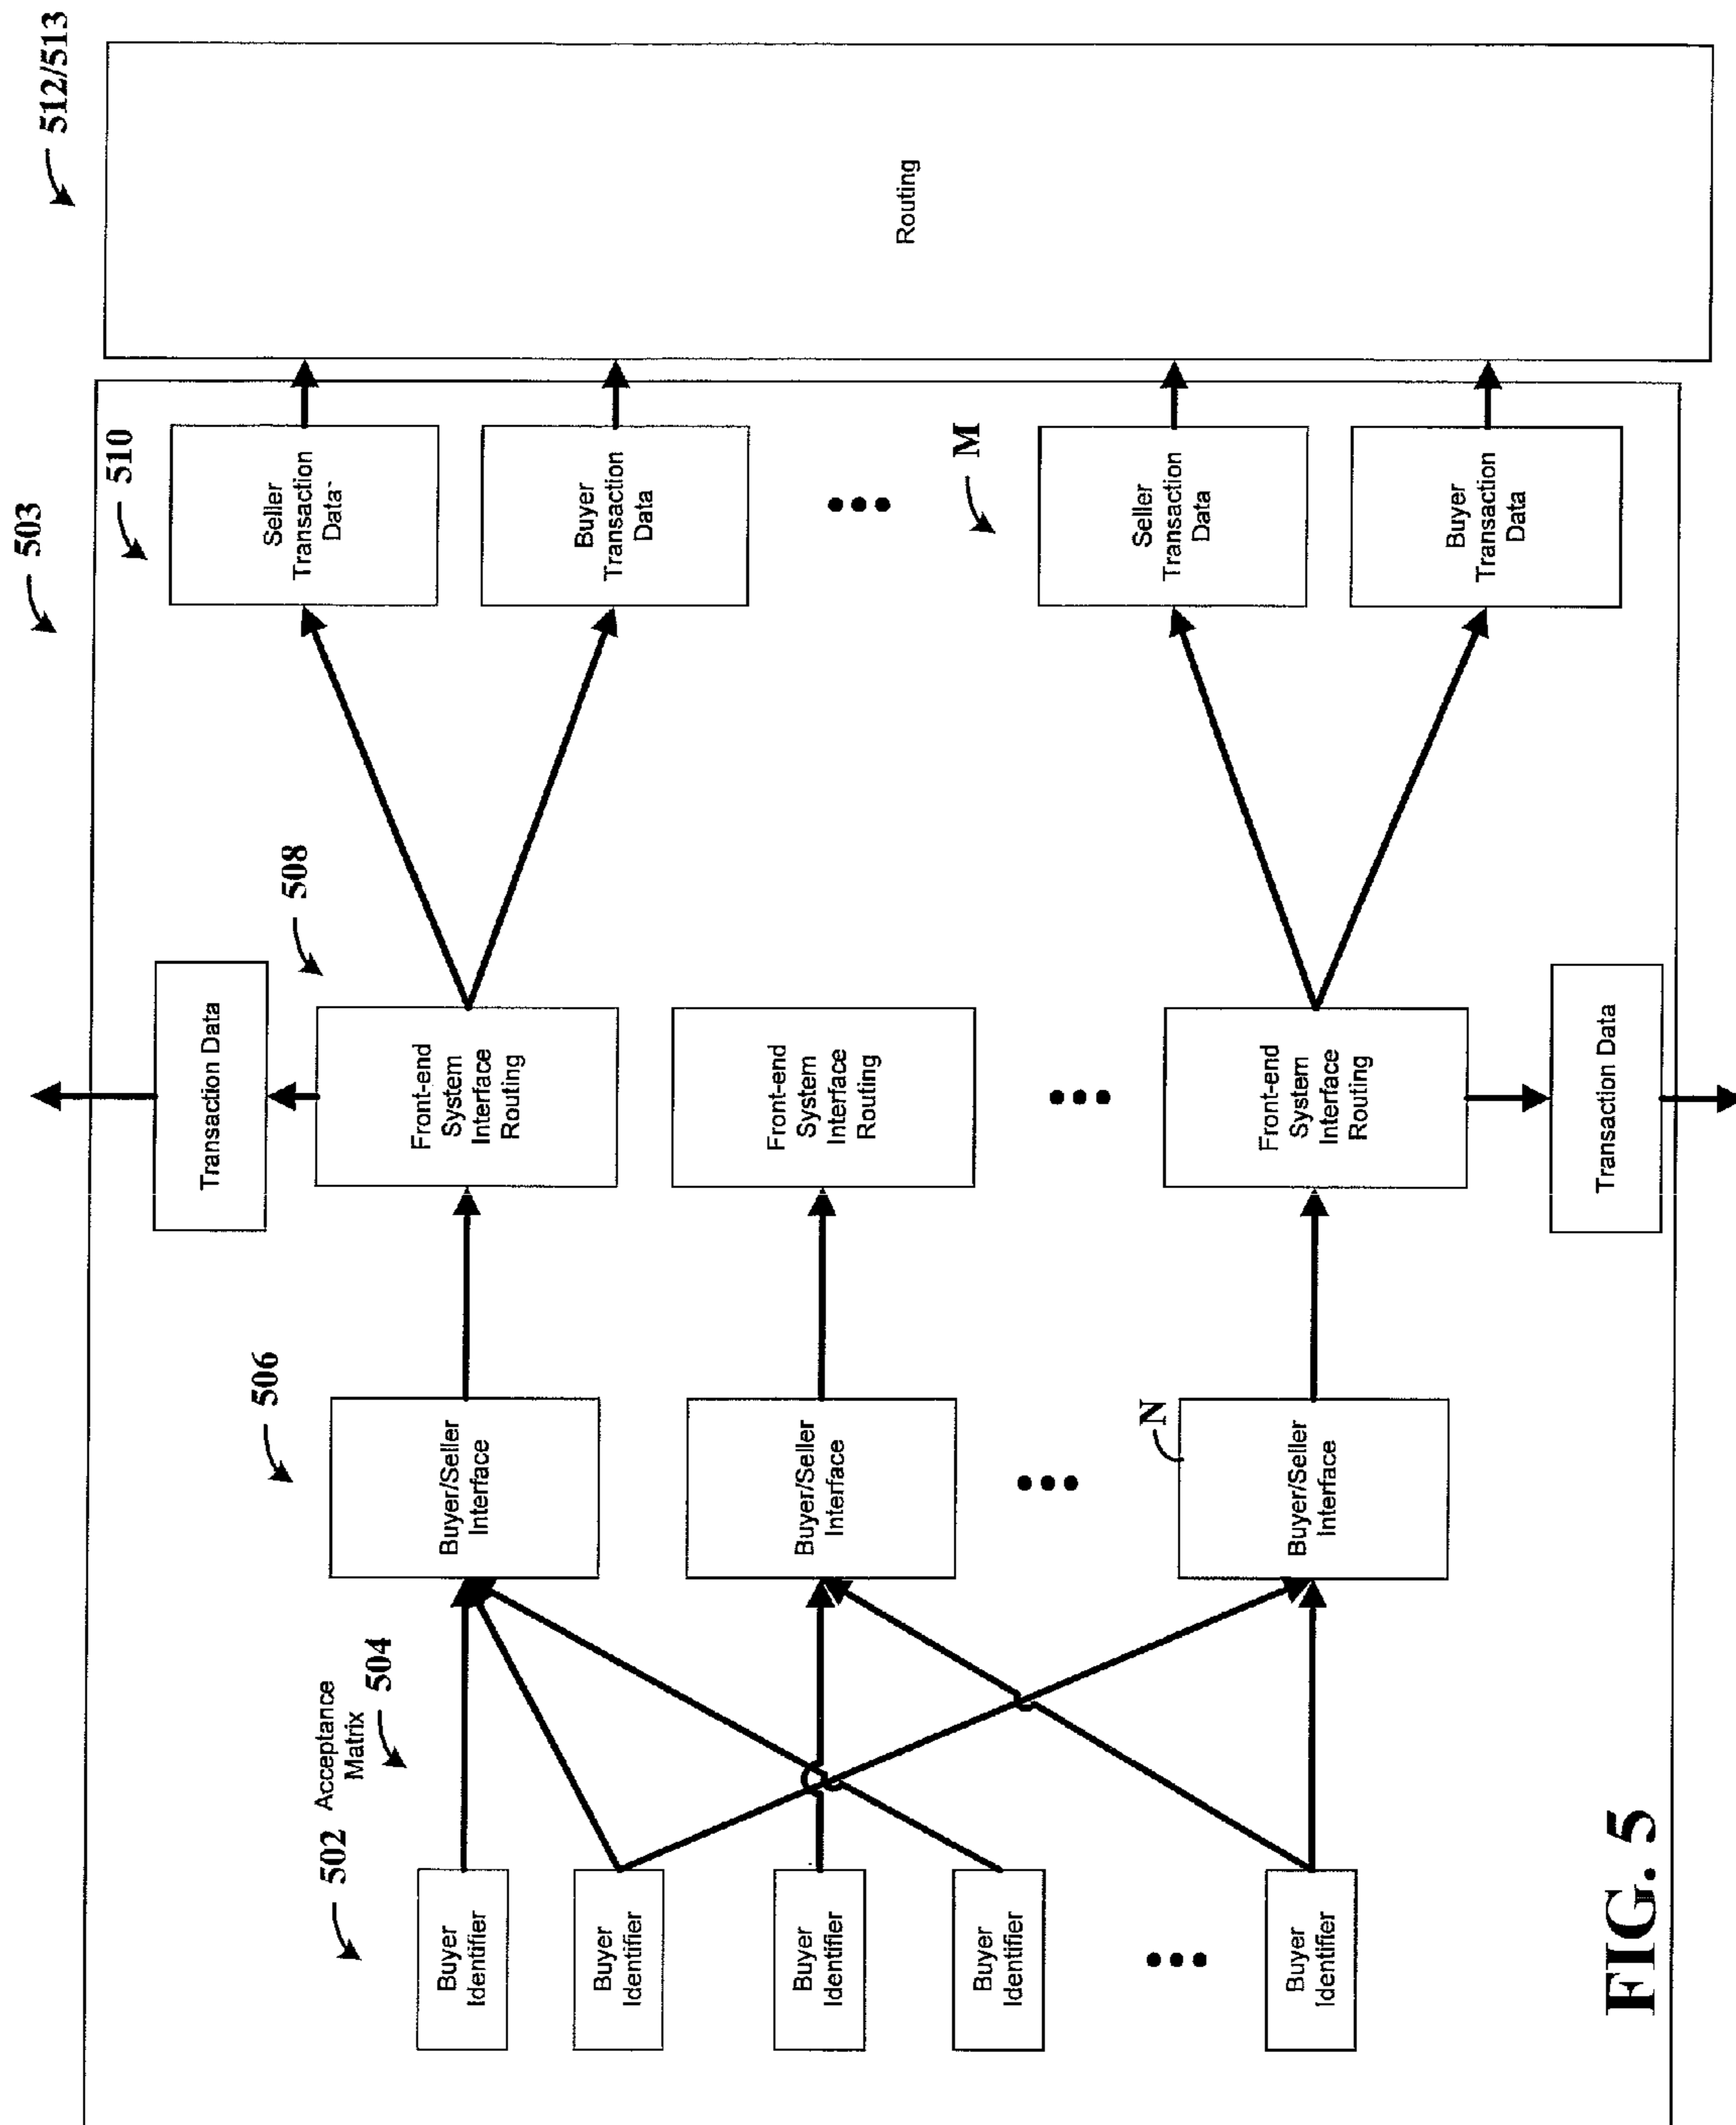 503
512/513
502
Acceptance
Matrix
504
506
508
510
Buyer
Identifier
Buyer
Identifier
Buyer
Identifier
Buyer
Identifier
Buyer
Identifier
Buyer/Seller
Interface
Buyer/Seller
Interface
N
Buyer/Seller
Interface
Transaction Data
Front-end
System
Interface
Routing
Front-end
System
Interface
Routing
Front-end
System
Interface
Routing
Transaction Data
Seller
Transaction
Data
Buyer
Transaction
Data
M
Seller
Transaction
Data
Buyer
Transaction
Data
Routing
FIG. 5